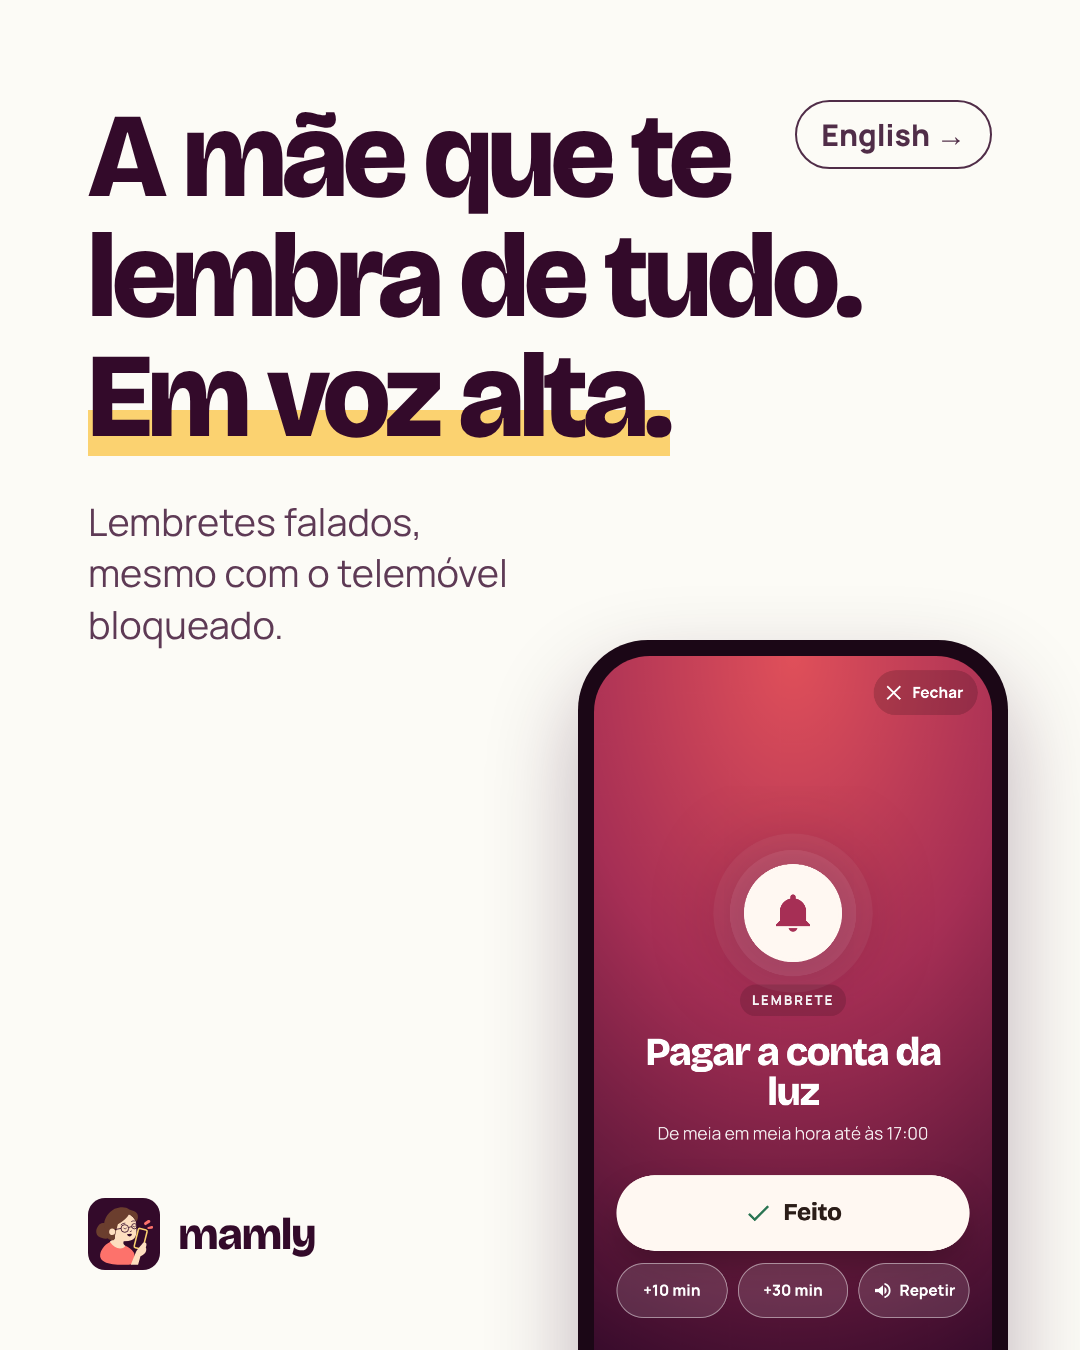 A mãe que te
English →
lembra de tudo.
Em voz alta.
Lembretes falados,
mesmo com o telemóvel
bloqueado.
Fechar
LEMBRETE
Pagar a conta da
luz
De meia em meia hora até às 17:00
Feito
+10 min
+30 min
Repetir
mamly